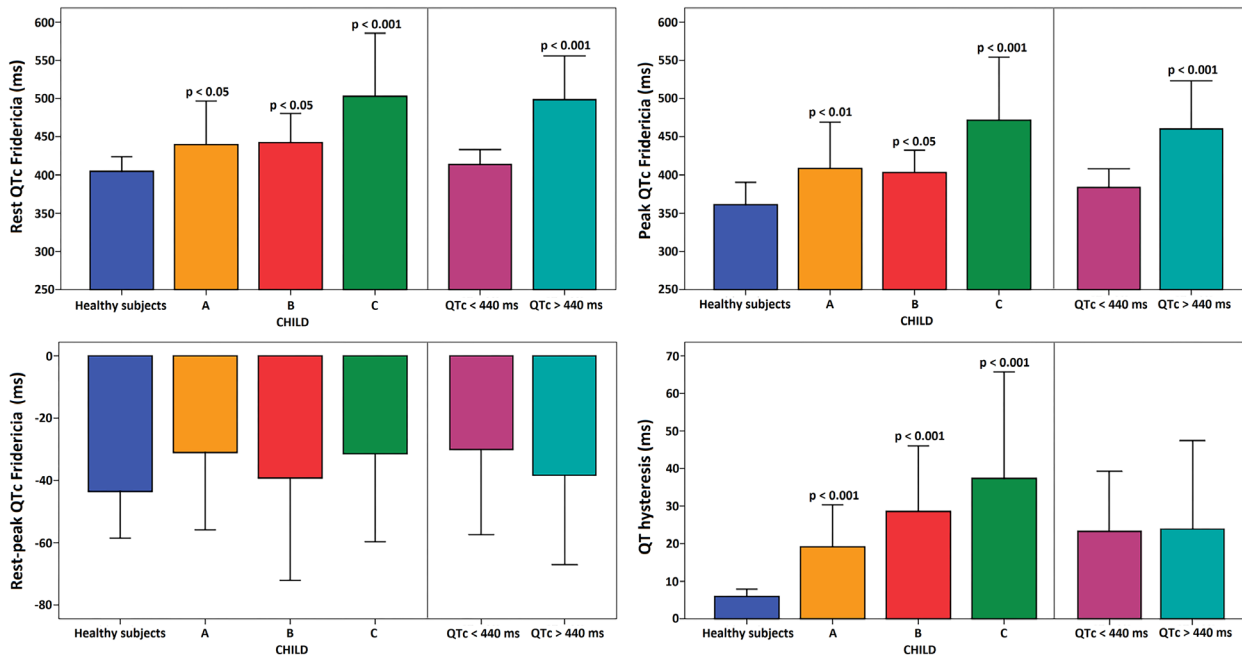 Rest QTc Fridericia (ms)
600
550
500
450
400
350
300
250
p < 0.05
p < 0.05
p < 0.001
p < 0.001
Healthy subjects
A
B
C
QTc < 440 ms
QTc > 440 ms
CHILD
Peak QTc Fridericia (ms)
600
550
500
450
400
350
300
250
p < 0.01
p < 0.05
p < 0.001
p < 0.001
Healthy subjects
A
B
C
QTc < 440 ms
QTc > 440 ms
CHILD
Rest-peak QTc Fridericia (ms)
0
-20
-40
-60
-80
Healthy subjects
A
B
C
QTc < 440 ms
QTc > 440 ms
CHILD
QT hysteresis (ms)
70
60
50
40
30
20
10
0
p < 0.001
p < 0.001
p < 0.001
Healthy subjects
A
B
C
QTc < 440 ms
QTc > 440 ms
CHILD